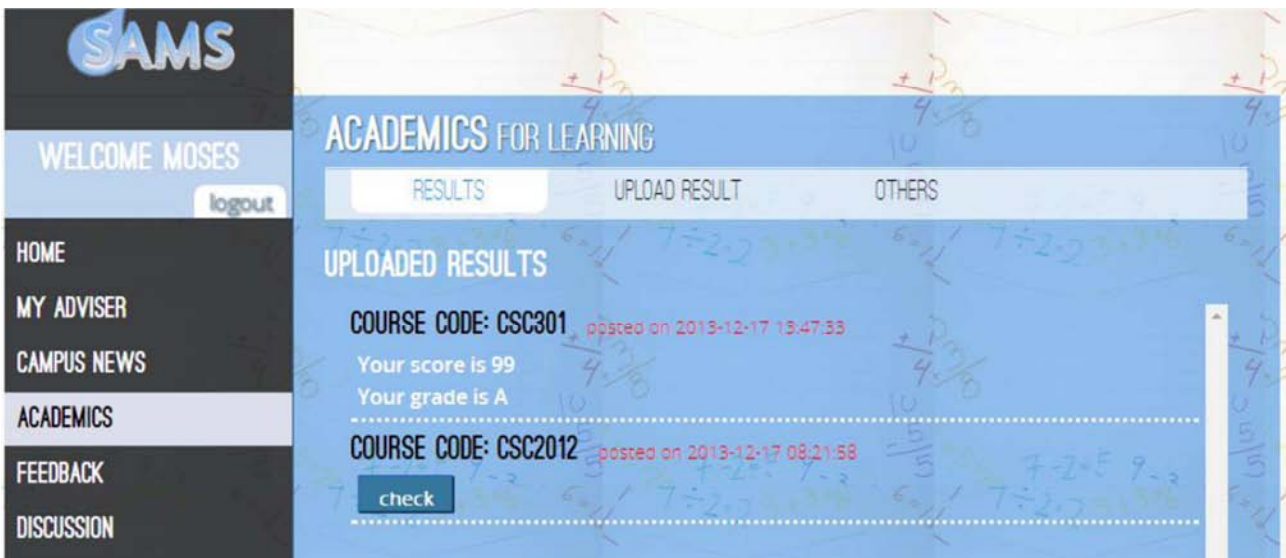 SAMS
WELCOME MOSES
logout
HOME
MY ADVISER
CAMPUS NEWS
ACADEMICS
FEEDBACK
DISCUSSION
ACADEMICS FOR LEARNING
RESULTS UPLOAD RESULT OTHERS
UPLOADED RESULTS
COURSE CODE: CSC301 posted on 2013-12-17 13:47:33
Your score is 99
Your grade is A
COURSE CODE: CSC2012 posted on 2013-12-17 08:21:58
check